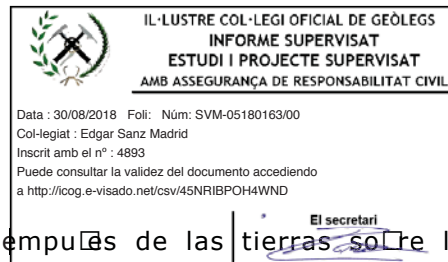 IL·LUSTRE COL·LEGI OFICIAL DE GEÒLEGS
INFORME SUPERVISAT
ESTUDI I PROJECTE SUPERVISAT
AMB ASSEGURANÇA DE RESPONSABILITAT CIVIL
Data : 30/08/2018 Foli: Núm: SVM-05180163/00
Col-legiat : Edgar Sanz Madrid
Inscrit amb el nº : 4893
Puede consultar la validez del documento accediendo
a http://icog.e-visado.net/csv/45NRIBPOH4WND
El secretari
de las tierras